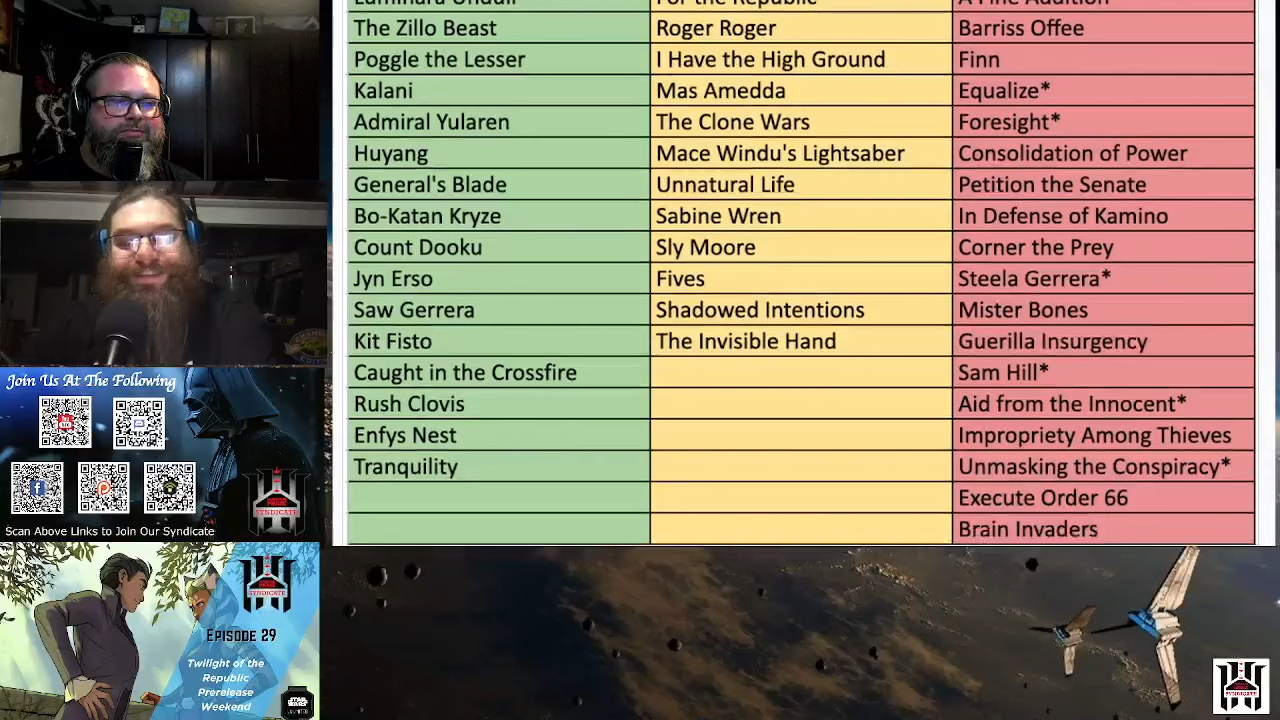 The Zillo Beast Roger Roger Barriss Offee
Poggle the Lesser I Have the High Ground Finn
Kalani Mas Amedda Equalize*
Admiral Yularen The Clone Wars Foresight*
Huyang Mace Windu's Lightsaber Consolidation of Power
General's Blade Unnatural Life Petition the Senate
Bo-Katan Kryze Sabine Wren In Defense of Kamino
Count Dooku Sly Moore Corner the Prey
Jyn Erso Fives Steela Gerrera*
Saw Gerrera Shadowed Intentions Mister Bones
Kit Fisto The Invisible Hand Guerilla Insurgency
Caught in the Crossfire Sam Hill*
Rush Clovis Aid from the Innocent*
Enfys Nest Impropriety Among Thieves
Tranquility Unmasking the Conspiracy*
Execute Order 66
Brain Invaders
Join Us At The Following
SYNDICATE
Scan Above Links to Join Our Syndicate
SYNDICATE
Episode 29
Twilight of the
Republic
Prerelease
Weekend
STAR
WARS
UNLIMITED
SYNDICATE